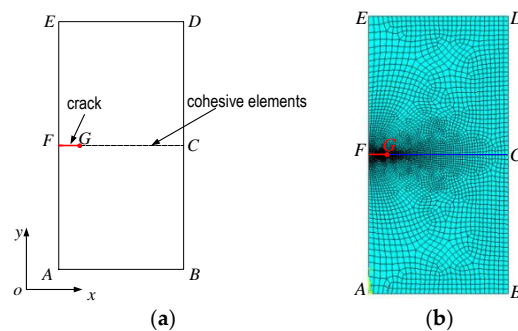 E D
crack cohesive elements
F G C
y
A B
o x
(a)
E D
F G C
A B
(b)